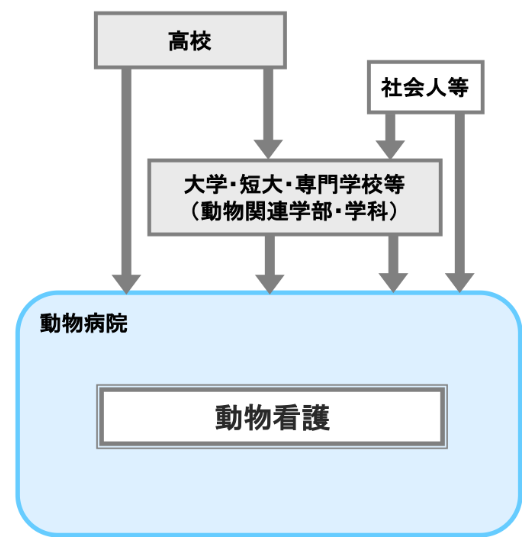 高校
社会人等
大学・短大・専門学校等
（動物関連学部・学科）
動物病院
動物看護